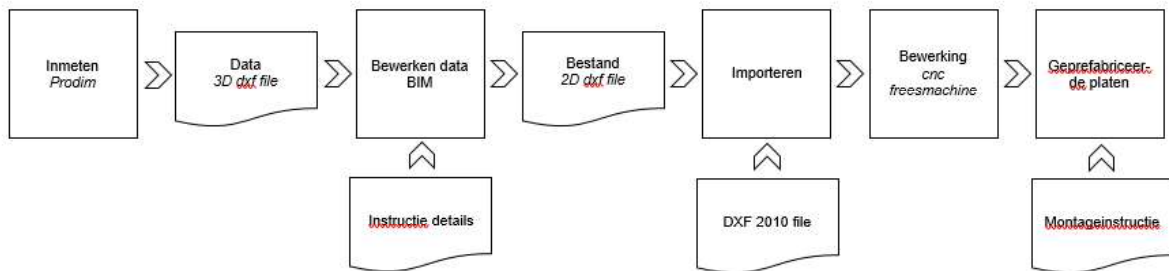 Inmeten
Prodim
Data
3D dxf file
Bewerken data
BIM
Bestand
2D dxf file
Importeren
Bewerking
cnc
freesmachine
Geprefabriceer-
de platen
Instructie details
DXF 2010 file
Montageinstructie